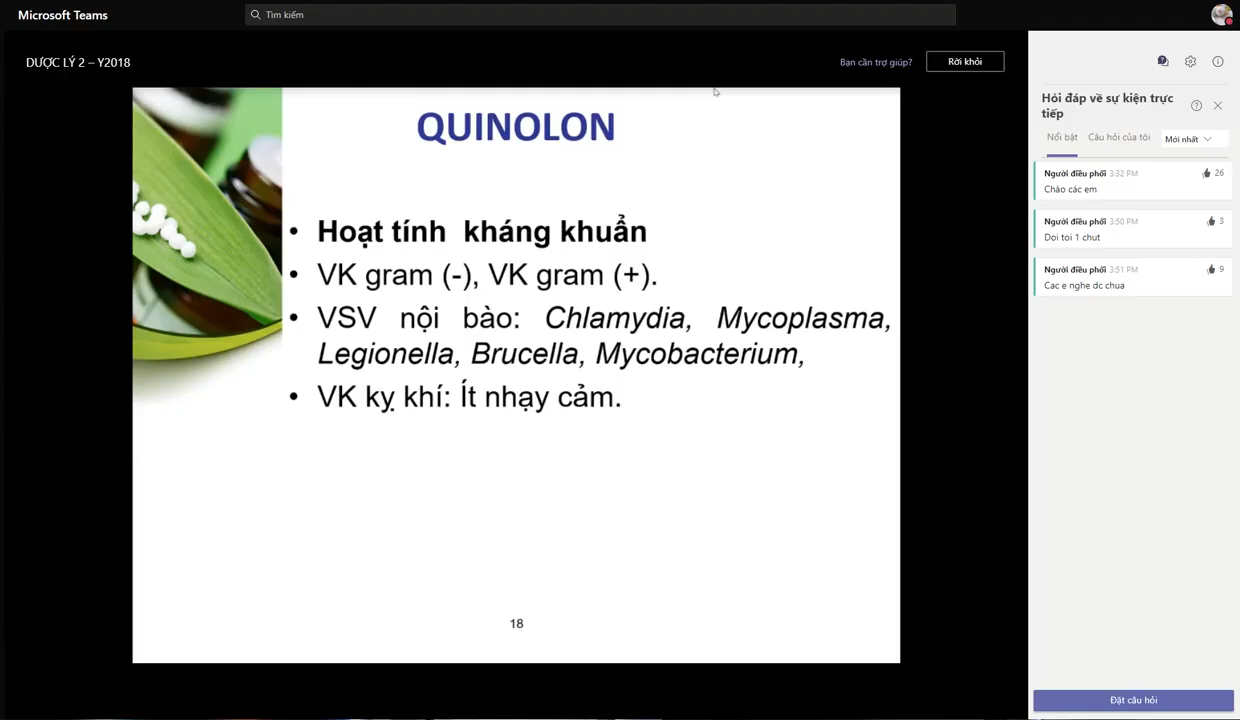 Microsoft Teams
Tìm kiếm
DƯỢC LÝ 2 – Y2018
Bạn cần trợ giúp?
Rời khỏi
QUINOLON
• Hoạt tính kháng khuẩn
• VK gram (-), VK gram (+).
• VSV nội bào: Chlamydia, Mycoplasma,
Legionella, Brucella, Mycobacterium,
• VK kỵ khí: Ít nhạy cảm.
18
Hỏi đáp về sự kiện trực
tiếp
Nổi bật Câu hỏi của tôi Mới nhất
Người điều phối 3:32 PM 26
Chào các em
Người điều phối 3:50 PM 3
Doi toi 1 chut
Người điều phối 3:51 PM 9
Cac e nghe dc chua
Đặt câu hỏi